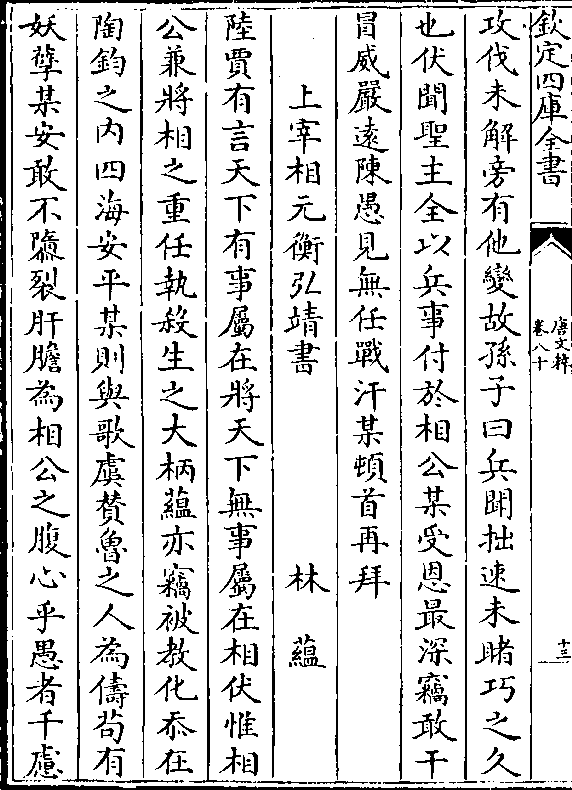 欽定四庫全書
唐文粹
卷八十
十三
攻伐未解旁有他變故孫子曰兵聞拙速未睹巧之久
也伏聞聖主全以兵事付於相公某受恩最深竊敢干
冒威嚴遠陳愚見無任戰汗某頓首再拜
上宰相元衡弘靖書
林藴
陸賈有言天下有事屬在將天下無事屬在相伏惟相
公兼將相之重任執殺生之大柄藴亦竊被教化忝在
陶鈞之内四海安平某則與歌虞賛魯之人為儔茍有
妖孽某安敢不隳裂肝膽為相公之腹心乎愚者千慮